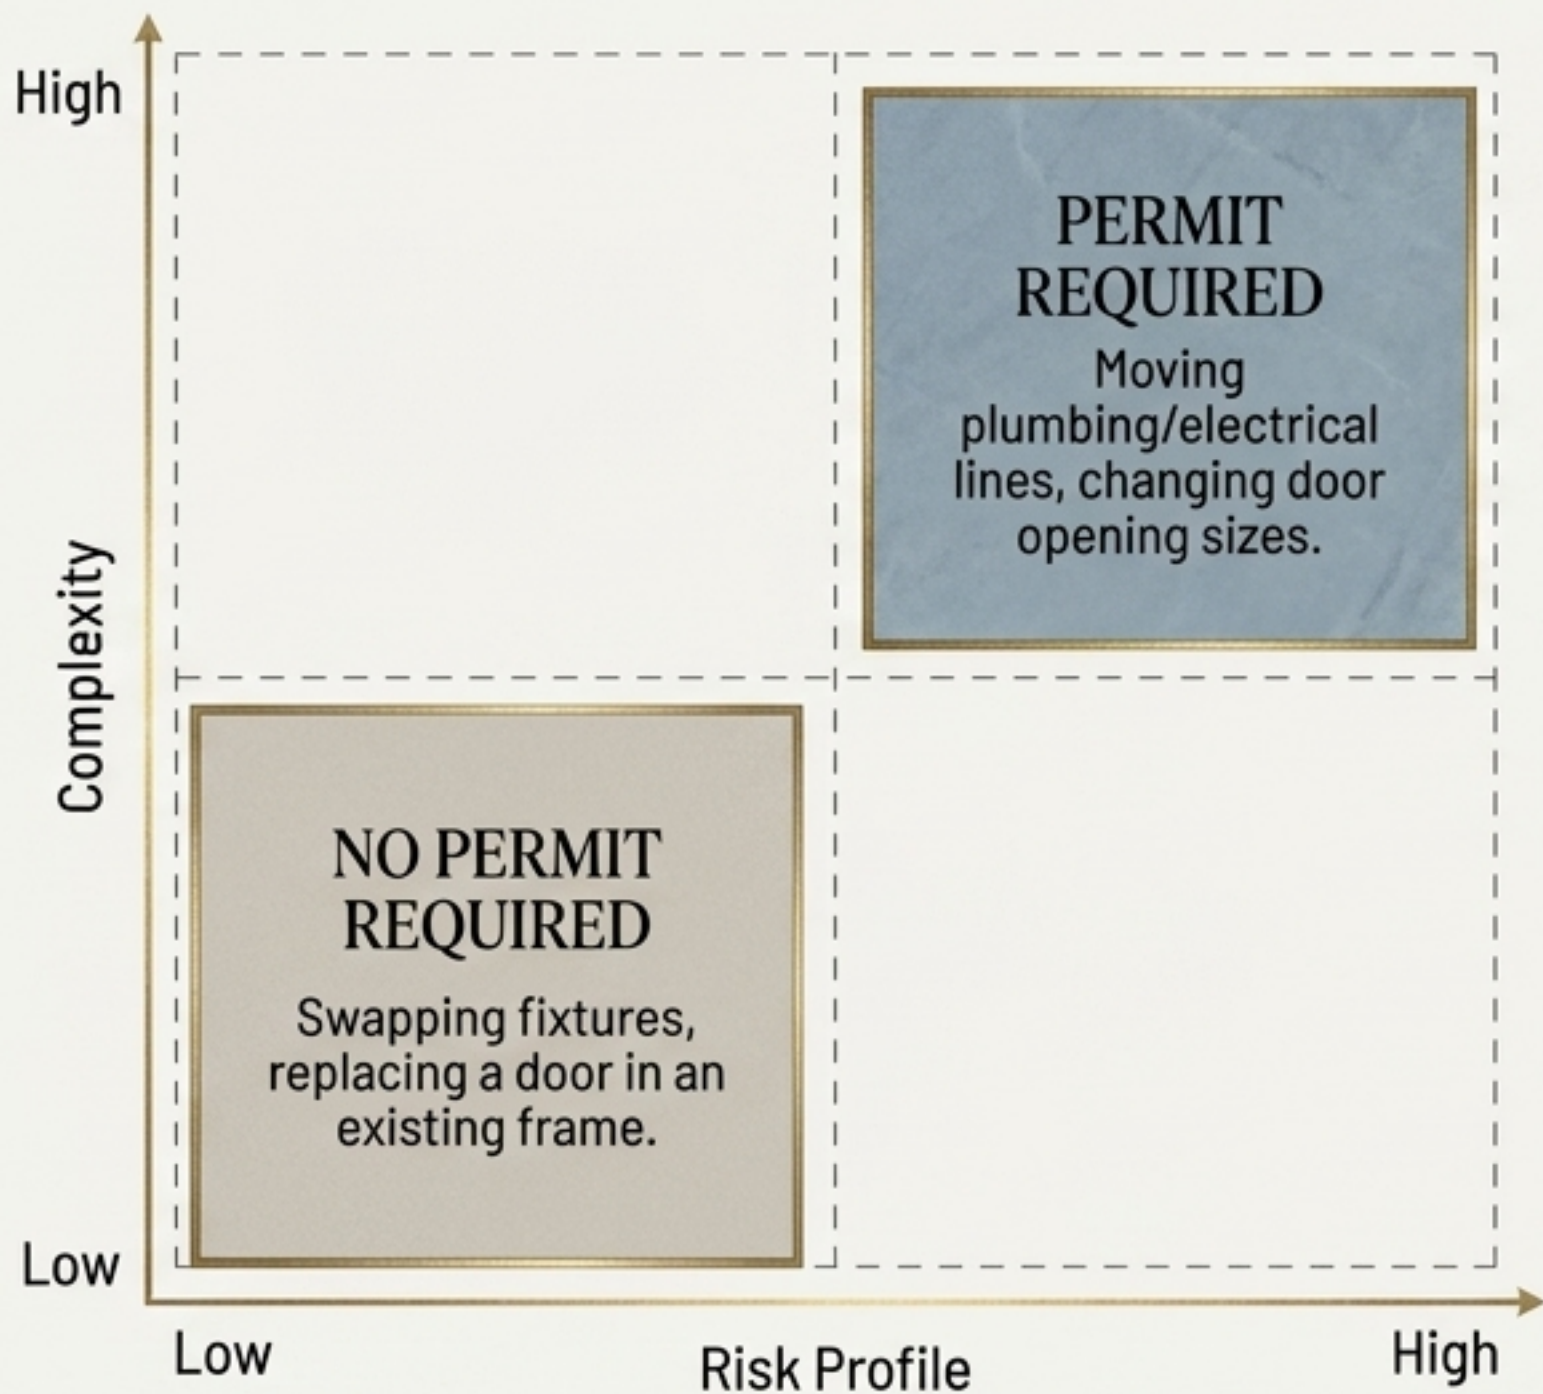 High
PERMIT
REQUIRED
Moving
plumbing/electrical
lines, changing door
opening sizes.
Complexity
NO PERMIT
REQUIRED
Swapping fixtures,
replacing a door in an
existing frame.
Low
Low
Risk Profile
High